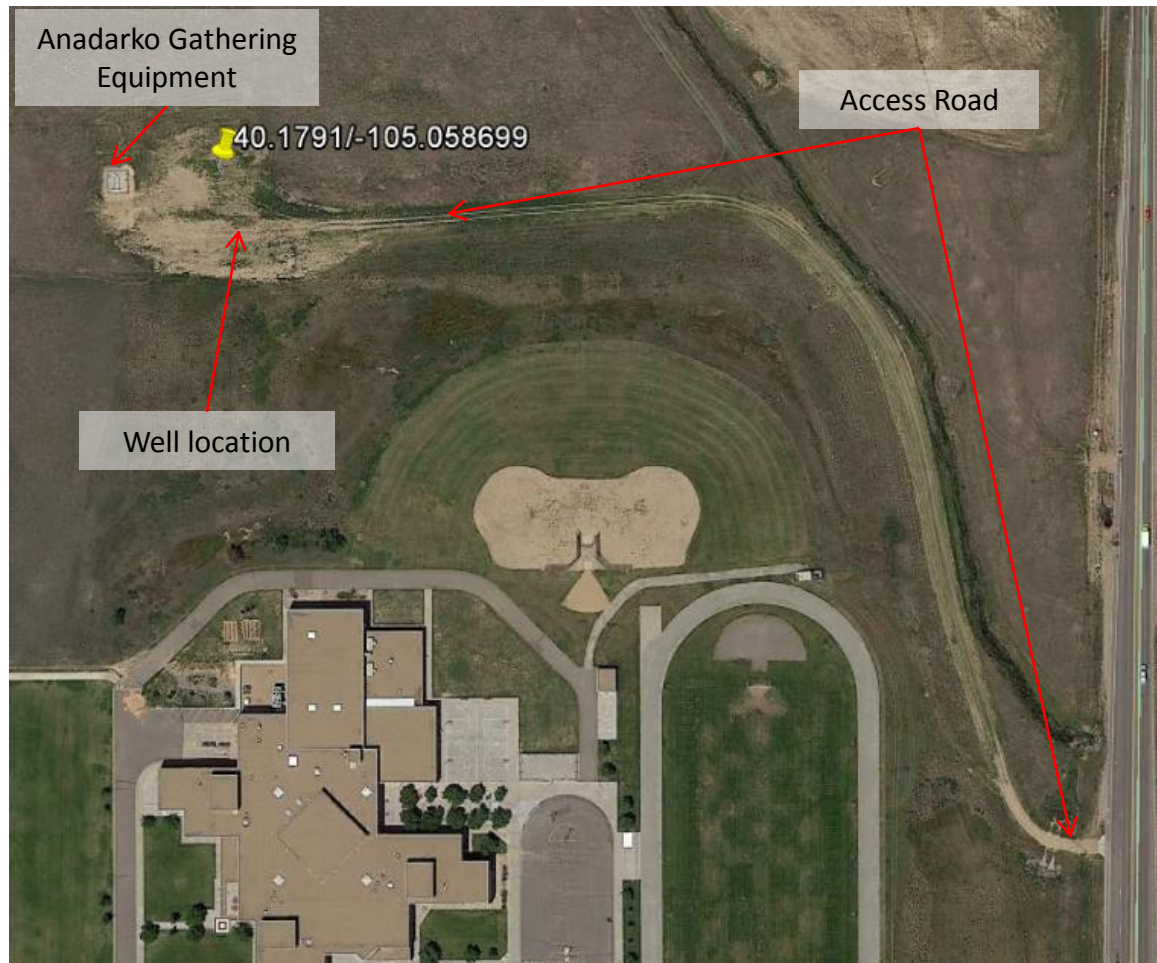 Anadarko Gathering
Equipment
Access Road
40.1791/-105.058699
Well location